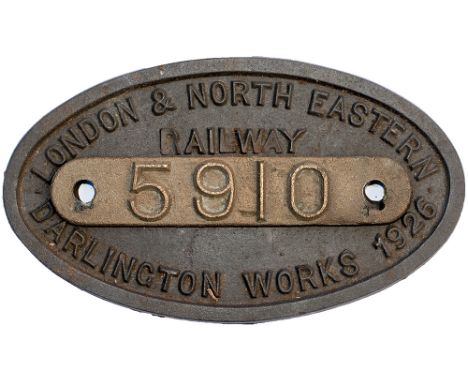 LONDON & NORTH EASTERN
RAILWAY
5910
DARLINGTON WORKS 1926